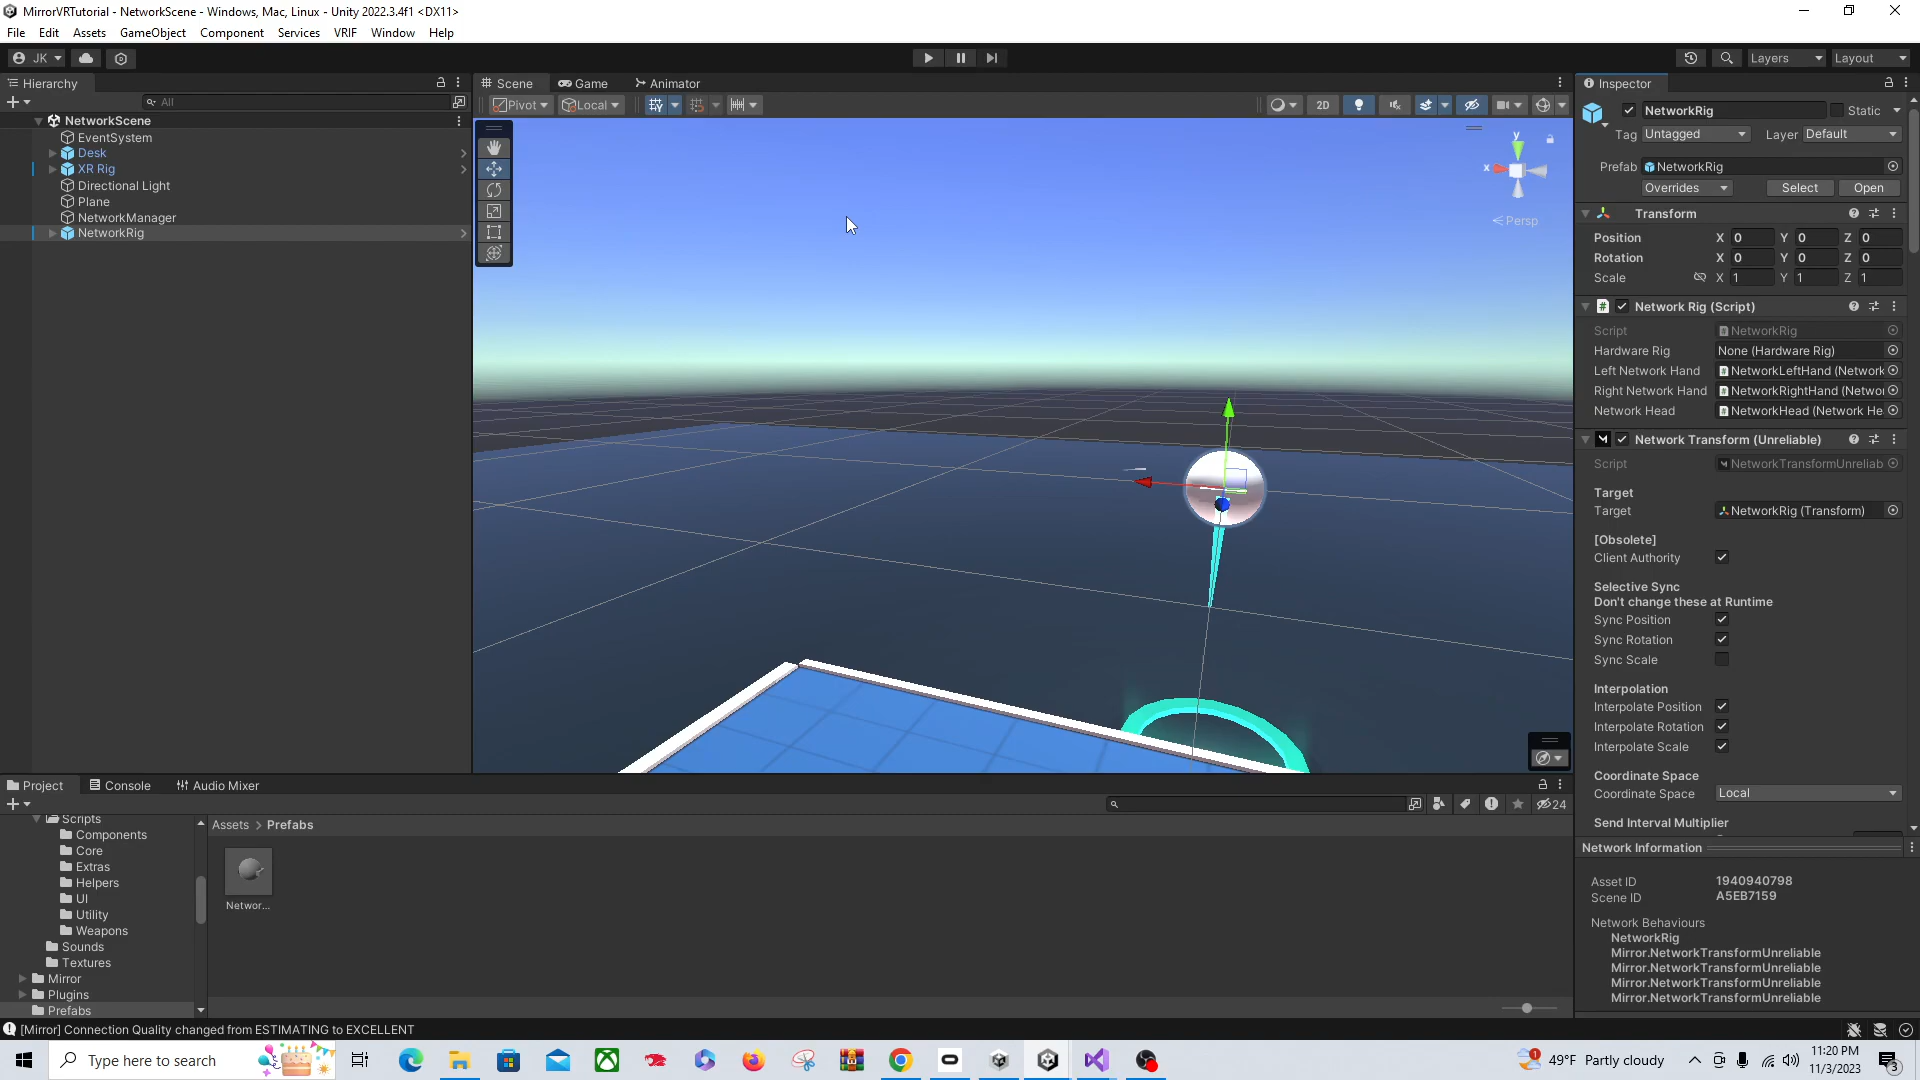 MirrorVRTutorial - NetworkScene - Windows, Mac, Linux - Unity 2022.3.4f1 <DX11>
File Edit Assets GameObject Component Services VRIF Window Help
JK Layers Layout
Hierarchy
All
NetworkScene
EventSystem
Desk
XR Rig
Directional Light
Plane
NetworkManager
NetworkRig
Scene Game Animator
Pivot Local 2D
y
x
Persp
Inspector
NetworkRig Static
Tag Untagged Layer Default
Prefab NetworkRig
Overrides Select Open
Transform
Position X 0 Y 0 Z 0
Rotation X 0 Y 0 Z 0
Scale X 1 Y 1 Z 1
Network Rig (Script)
Script NetworkRig
Hardware Rig None (Hardware Rig)
Left Network Hand NetworkLeftHand (Network
Right Network Hand NetworkRightHand (Networ
Network Head NetworkHead (Network He
Network Transform (Unreliable)
Script NetworkTransformUnreliab
Target
Target NetworkRig (Transform)
[Obsolete]
Client Authority
Selective Sync
Don't change these at Runtime
Sync Position
Sync Rotation
Sync Scale
Interpolation
Interpolate Position
Interpolate Rotation
Interpolate Scale
Coordinate Space
Coordinate Space Local
Send Interval Multiplier
Network Information
Asset ID 1940940798
Scene ID A5EB7159
Network Behaviours
NetworkRig
Mirror.NetworkTransformUnreliable
Mirror.NetworkTransformUnreliable
Mirror.NetworkTransformUnreliable
Mirror.NetworkTransformUnreliable
Project Console Audio Mixer
24
Scripts
Components
Core
Extras
Helpers
UI
Utility
Weapons
Sounds
Textures
Mirror
Plugins
Prefabs
Assets > Prefabs
Networ...
[Mirror] Connection Quality changed from ESTIMATING to EXCELLENT
Type here to search
1
49°F Partly cloudy
11:20 PM
11/3/2023
3